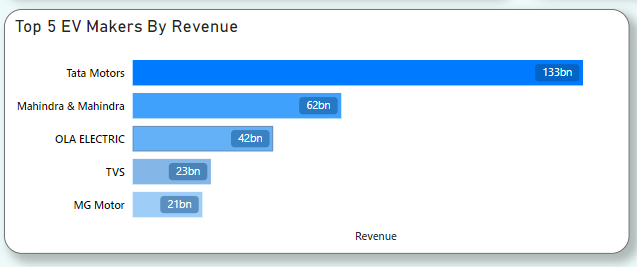 Top 5 EV Makers By Revenue
Tata Motors 133bn
Mahindra & Mahindra 62bn
OLA ELECTRIC 42bn
TVS 23bn
MG Motor 21bn
Revenue